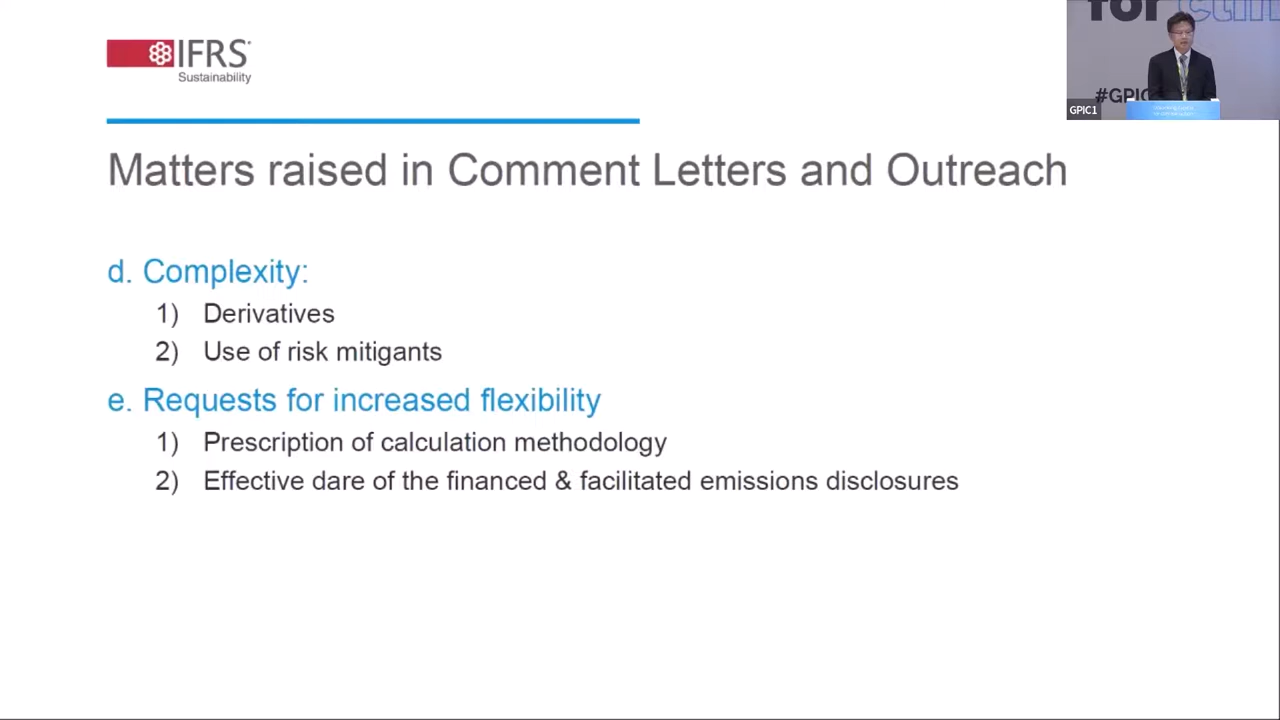 IFRS
Sustainability
for
#GPIC
GPIC1
Matters raised in Comment Letters and Outreach
d. Complexity:
1) Derivatives
2) Use of risk mitigants
e. Requests for increased flexibility
1) Prescription of calculation methodology
2) Effective dare of the financed & facilitated emissions disclosures